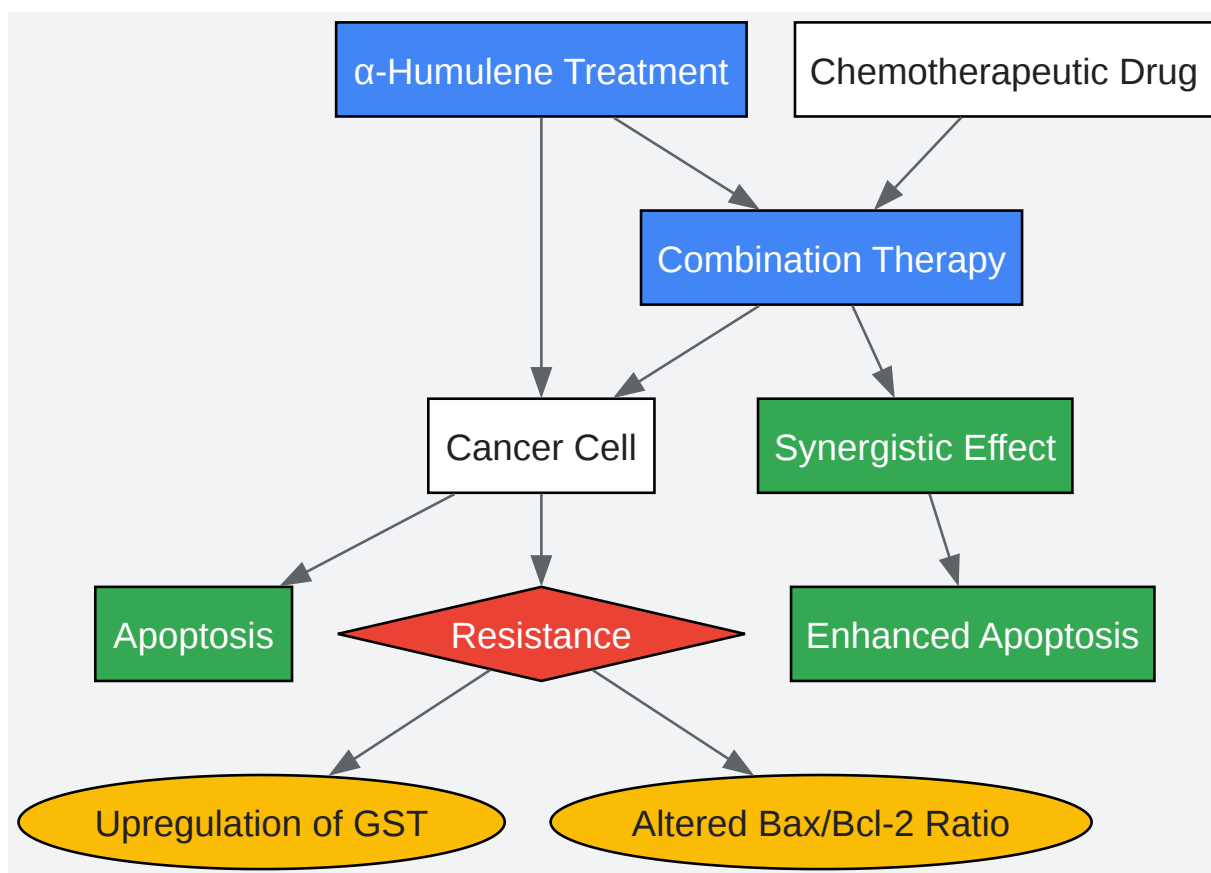 α-Humulene Treatment
Chemotherapeutic Drug
Combination Therapy
Cancer Cell
Synergistic Effect
Apoptosis
Resistance
Enhanced Apoptosis
Upregulation of GST
Altered Bax/Bcl-2 Ratio